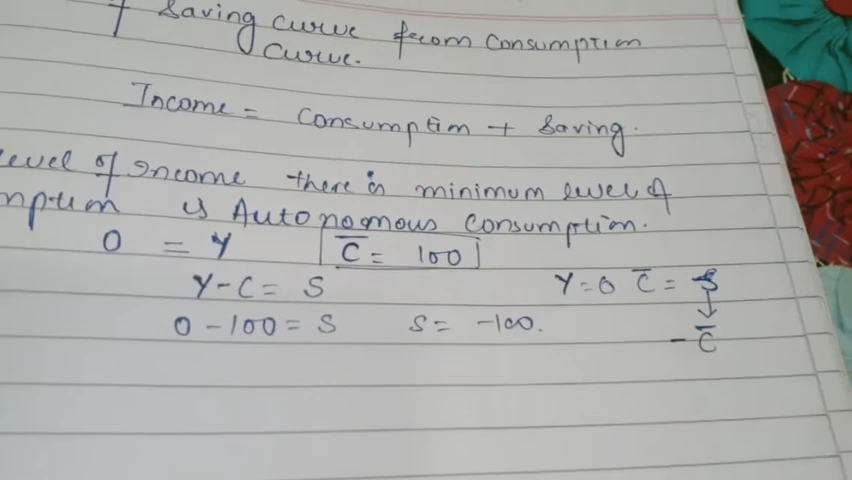 Saving curve from consumption
curve.
Income = Consumption + Saving.
level of Income there is minimum level of
is Autonomous Consumption.
0 = Y C̅ = 100
Y-C = S Y=0 C̅ = S
0-100 = S S = -100. - C̅